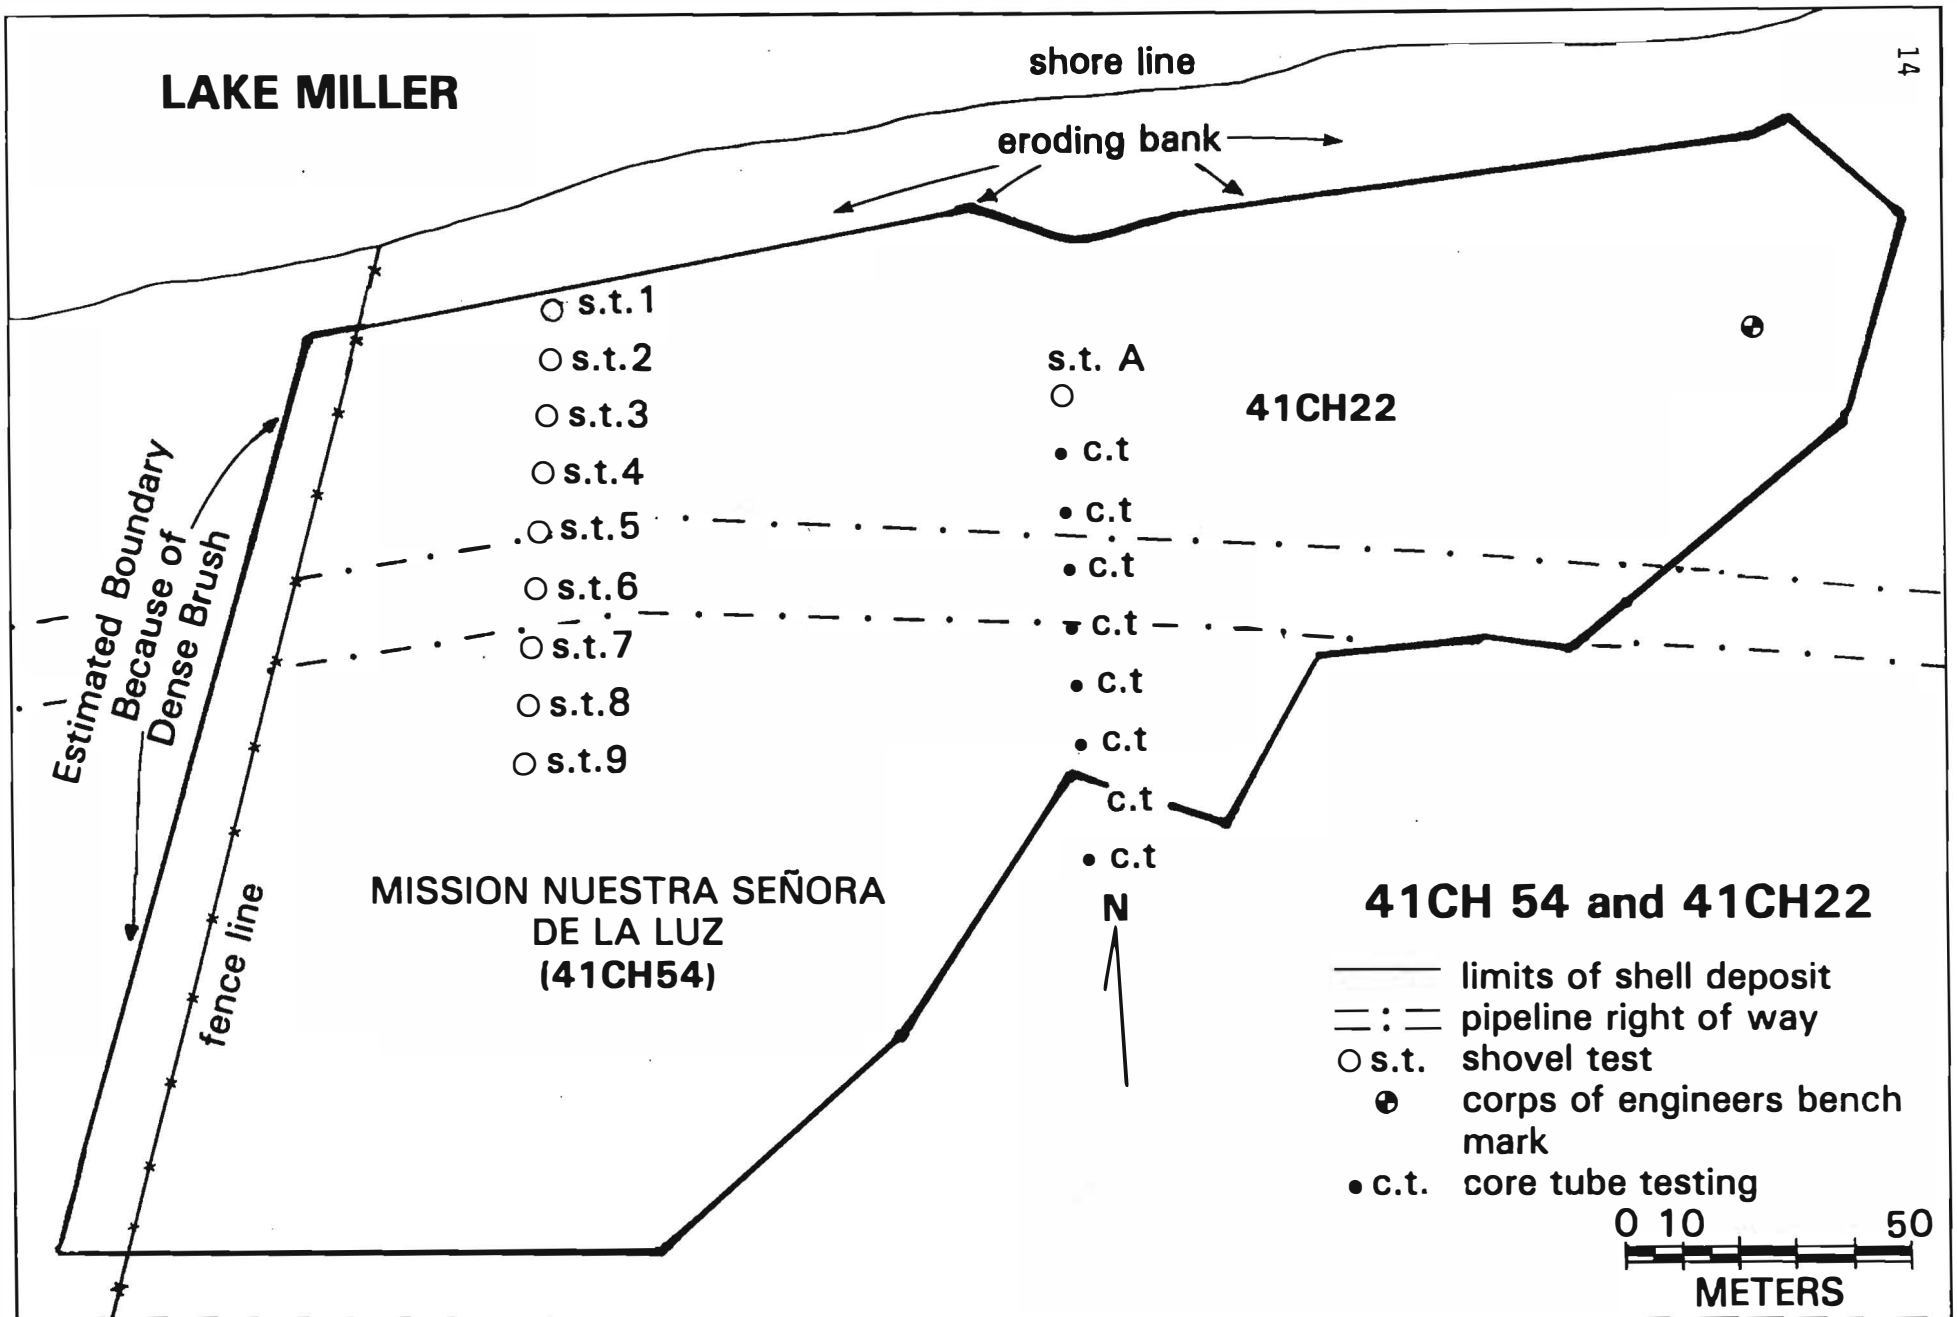 14
LAKE MILLER
shore line
eroding bank
s.t.1
s.t.2
s.t.3
s.t.4
s.t.5
s.t.6
s.t.7
s.t.8
s.t.9
s.t. A
41CH22
c.t
c.t
c.t
c.t
c.t
c.t
c.t
c.t
Estimated Boundary
Because of
Dense Brush
fence line
MISSION NUESTRA SEÑORA
DE LA LUZ
(41CH54)
N
41CH 54 and 41CH22
limits of shell deposit
pipeline right of way
s.t. shovel test
corps of engineers bench
mark
c.t. core tube testing
0 10 50
METERS